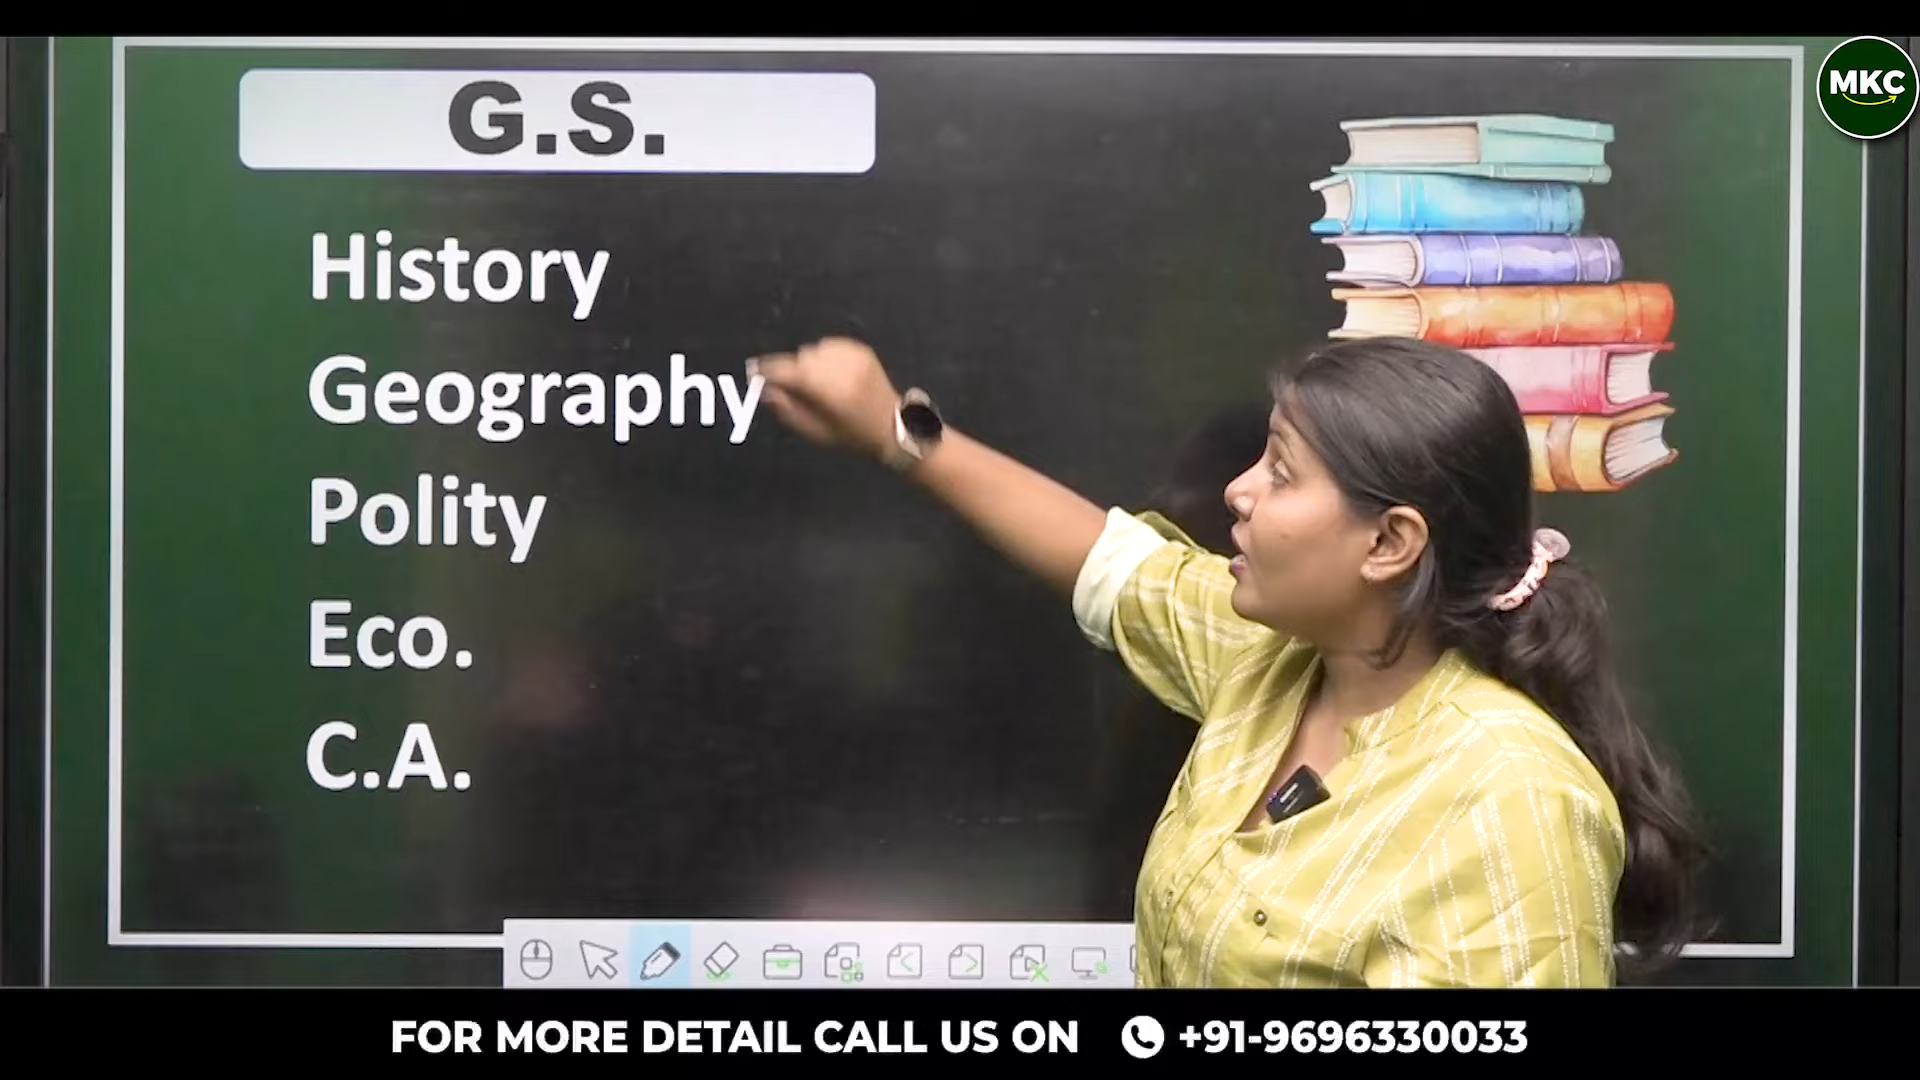 G.S.
MKC
History
Geography
Polity
Eco.
C.A.
FOR MORE DETAIL CALL US ON +91-9696330033